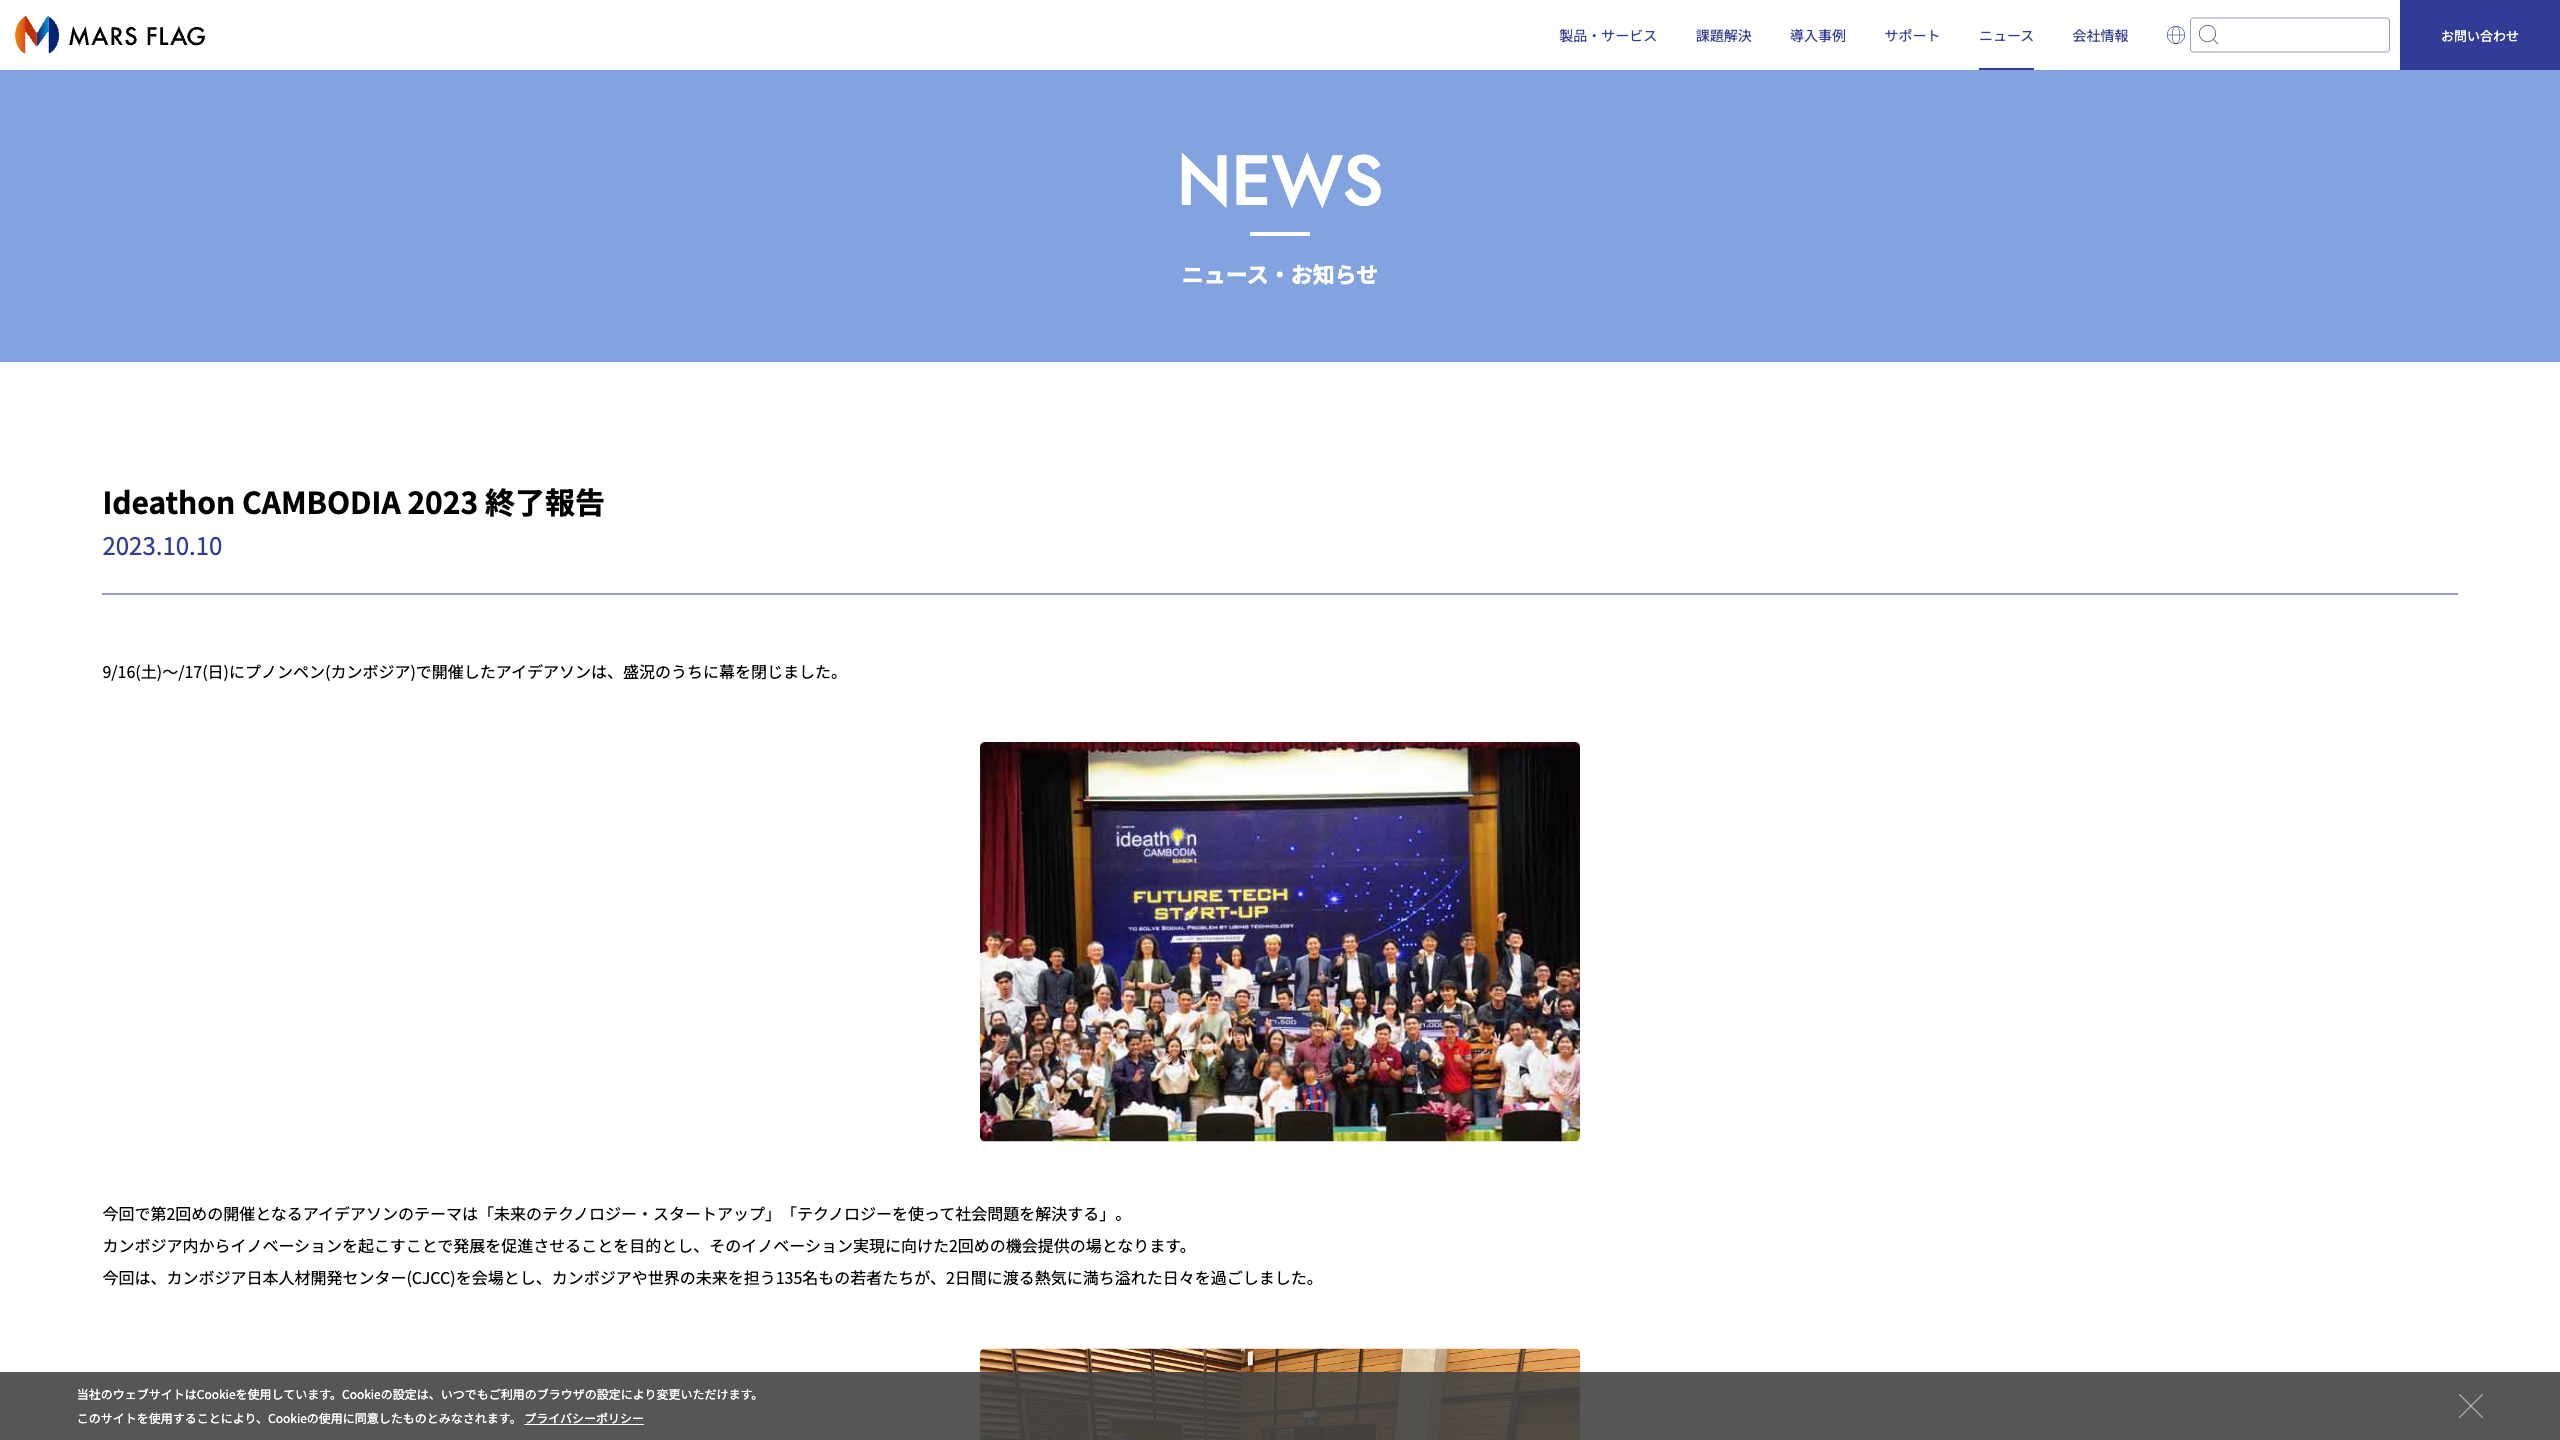 MARS FLAG
製品・サービス
課題解決
導入事例
サポート
ニュース
会社情報
お問い合わせ
NEWS
ニュース・お知らせ
Ideathon CAMBODIA 2023 終了報告
2023.10.10
9/16(土)～/17(日)にプノンペン(カンボジア)で開催したアイデアソンは、盛況のうちに幕を閉じました。
ideathon
CAMBODIA
SEASON 2
FUTURE TECH
START-UP
TO SOLVE SOCIAL PROBLEM BY USING TECHNOLOGY
今回で第2回めの開催となるアイデアソンのテーマは「未来のテクノロジー・スタートアップ」「テクノロジーを使って社会問題を解決する」。
カンボジア内からイノベーションを起こすことで発展を促進させることを目的とし、そのイノベーション実現に向けた2回めの機会提供の場となります。
今回は、カンボジア日本人材開発センター(CJCC)を会場とし、カンボジアや世界の未来を担う135名もの若者たちが、2日間に渡る熱気に満ち溢れた日々を過ごしました。
当社のウェブサイトはCookieを使用しています。Cookieの設定は、いつでもご利用のブラウザの設定により変更いただけます。
このサイトを使用することにより、Cookieの使用に同意したものとみなされます。 プライバシーポリシー